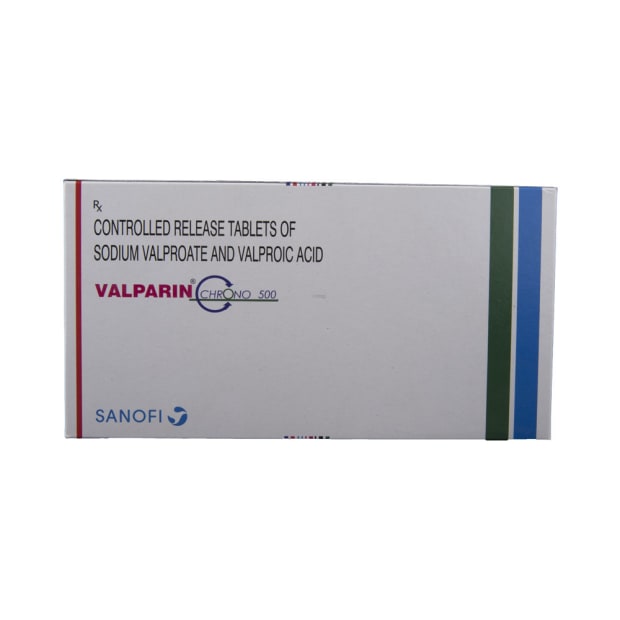 Rx
CONTROLLED RELEASE TABLETS OF
SODIUM VALPROATE AND VALPROIC ACID
VALPARIN® CHRONO 500
SANOFI